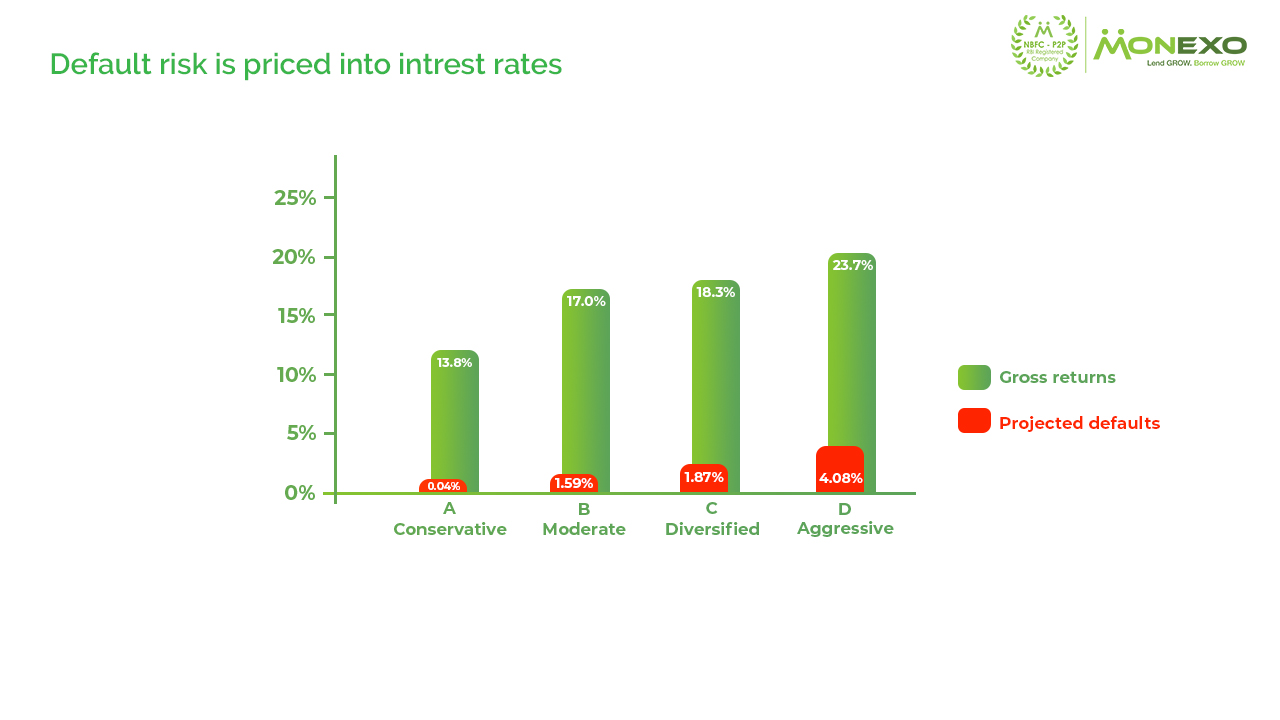 Default risk is priced into intrest rates
NBFC - P2P
RBI Registered
Company
MONEXO
Lend GROW. Borrow GROW
25%
20%
15%
10%
5%
0%
13.8%
17.0%
18.3%
23.7%
0.04%
1.59%
1.87%
4.08%
A
Conservative
B
Moderate
C
Diversified
D
Aggressive
Gross returns
Projected defaults